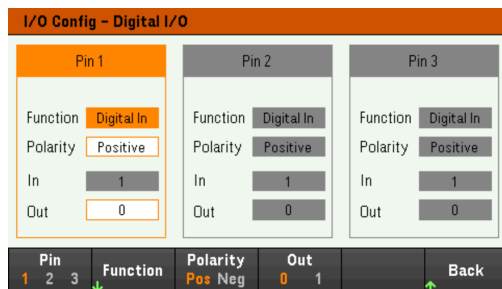 I/O Config - Digital I/O
Pin 1 Pin 2 Pin 3
Function Digital In Function Digital In Function Digital In
Polarity Positive Polarity Positive Polarity Positive
In 1 In 1 In 1
Out 0 Out 0 Out 0
Pin Function Polarity Out Back
1 2 3 Pos Neg 0 1